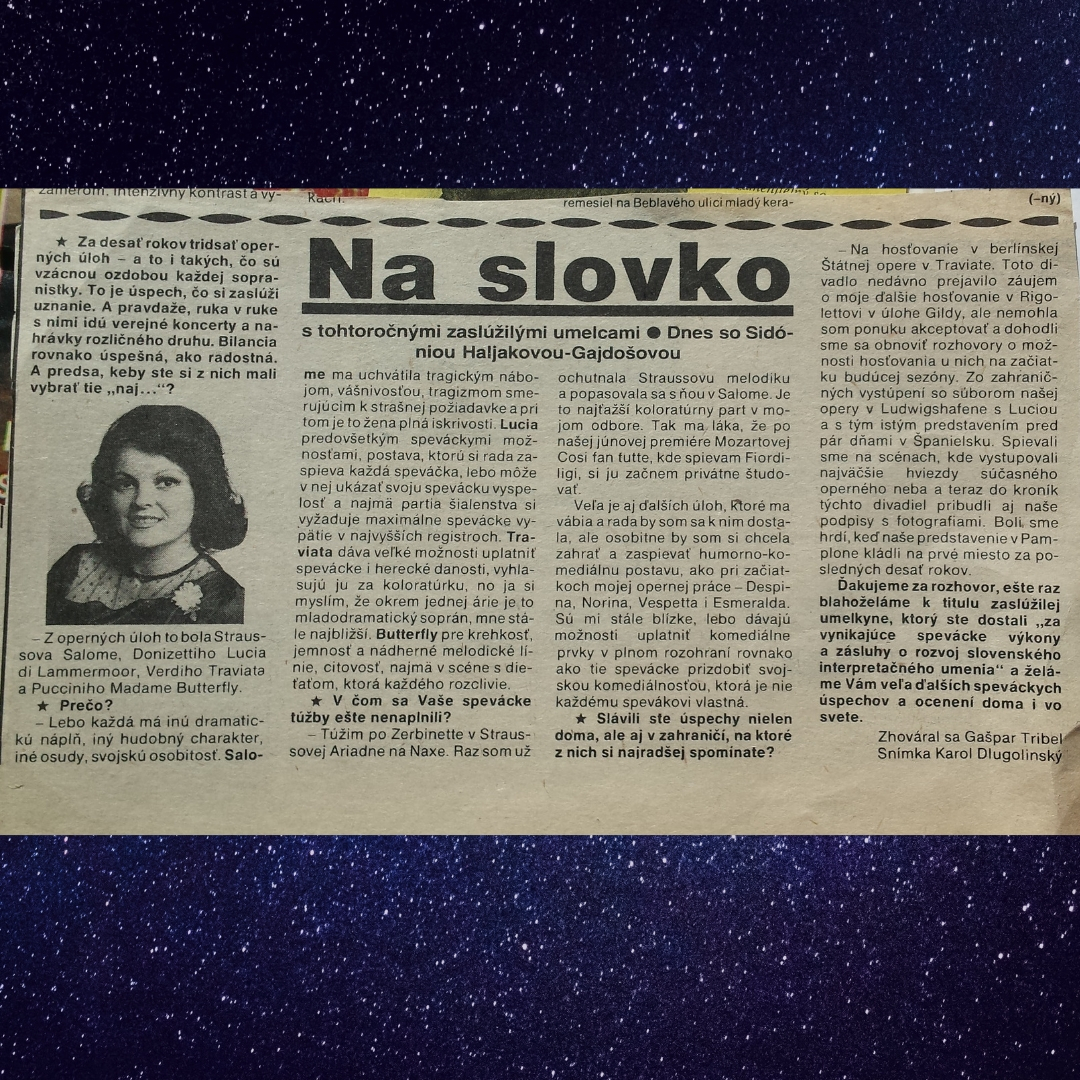 zámerom. Intenzívny kontrast a vy-
remesiel na Beblavého ulici mladý kera-
(–ný)
Na slovko
s tohtoročnými zaslúžilými umelcami ● Dnes so Sidó-
niou Haljakovou-Gajdošovou
★ Za desať rokov tridsať oper-
ných úloh – a to i takých, čo sú
vzácnou ozdobou každej sopra-
nistky. To je úspech, čo si zaslúži
uznanie. A pravdaže, ruka v ruke
s nimi idú verejné koncerty a na-
hrávky rozličného druhu. Bilancia
rovnako úspešná, ako radostná.
A predsa, keby ste si z nich mali
vybrať tie „naj...“?
– Z operných úloh to bola Straus-
sova Salome, Donizettiho Lucia
di Lammermoor, Verdiho Traviata
a Pucciniho Madame Butterfly.
★ Prečo?
– Lebo každá má inú dramatic-
kú náplň, iný hudobný charakter,
iné osudy, svojskú osobitosť. Salo-
me ma uchvátila tragickým nábo-
jom, vášnivosťou, tragizmom sme-
rujúcim k strašnej požiadavke a pri
tom je to žena plná iskrivosti. Lucia
predovšetkým speváckymi mož-
nosťami, postava, ktorú si rada za-
spieva každá speváčka, lebo môže
v nej ukázať svoju spevácku vyspe-
losť a najmä partia šialenstva si
vyžaduje maximálne spevácke vy-
pätie v najvyšších registroch. Tra-
viata dáva veľké možnosti uplatniť
spevácke i herecké danosti, vyhla-
sujú ju za koloratúrku, no ja si
myslím, že okrem jednej árie je to
mladodramatický soprán, mne stá-
le najbližší. Butterfly pre krehkosť,
jemnosť a nádherné melodické lí-
nie, citovosť, najmä v scéne s die-
ťaťom, ktorá každého rozclivie.
★ V čom sa Vaše spevácke
túžby ešte nenaplnili?
– Túžim po Zerbinette v Straus-
sovej Ariadne na Naxe. Raz som už
ochutnala Straussovu melodiku
a popasovala sa s ňou v Salome. Je
to najťažší koloratúrny part v mo-
jom odbore. Tak ma láka, že po
našej júnovej premiére Mozartovej
Cosi fan tutte, kde spievam Fiordi-
ligi, si ju začnem privátne študo-
vať.
Veľa je aj ďalších úloh, ktoré ma
vábia a rada by som sa k nim dosta-
la, ale osobitne by som si chcela
zahrať a zaspievať humorno-ko-
mediálnu postavu, ako pri začiat-
koch mojej opernej práce – Despi-
na, Norina, Vespetta i Esmeralda.
Sú mi stále blízke, lebo dávajú
možnosti uplatniť komediálne
prvky v plnom rozohraní rovnako
ako tie spevácke prizdobiť svoj-
skou komediálnosťou, ktorá je nie
každému spevákovi vlastná.
★ Slávili ste úspechy nielen
doma, ale aj v zahraničí, na ktoré
z nich si najradšej spomínate?
– Na hosťovanie v berlínskej
Štátnej opere v Traviate. Toto di-
vadlo nedávno prejavilo záujem
o moje ďalšie hosťovanie v Rigo-
lettovi v úlohe Gildy, ale nemohla
som ponuku akceptovať a dohodli
sme sa obnoviť rozhovory o mož-
nosti hosťovania u nich na začiat-
ku budúcej sezóny. Zo zahranič-
ných vystúpení so súborom našej
opery v Ludwigshafene s Luciou
a s tým istým predstavením pred
pár dňami v Španielsku. Spievali
sme na scénach, kde vystupovali
najväčšie hviezdy súčasného
operného neba a teraz do kroník
týchto divadiel pribudli aj naše
podpisy s fotografiami. Boli sme
hrdí, keď naše predstavenie v Pam-
plone kládli na prvé miesto za po-
sledných desať rokov.
Ďakujeme za rozhovor, ešte raz
blahoželáme k titulu zaslúžilej
umelkyne, ktorý ste dostali „za
vynikajúce spevácke výkony
a zásluhy o rozvoj slovenského
interpretačného umenia“ a želá-
me Vám veľa ďalších speváckych
úspechov a ocenení doma i vo
svete.
Zhováral sa Gašpar Tribel
Snímka Karol Dlugolinský